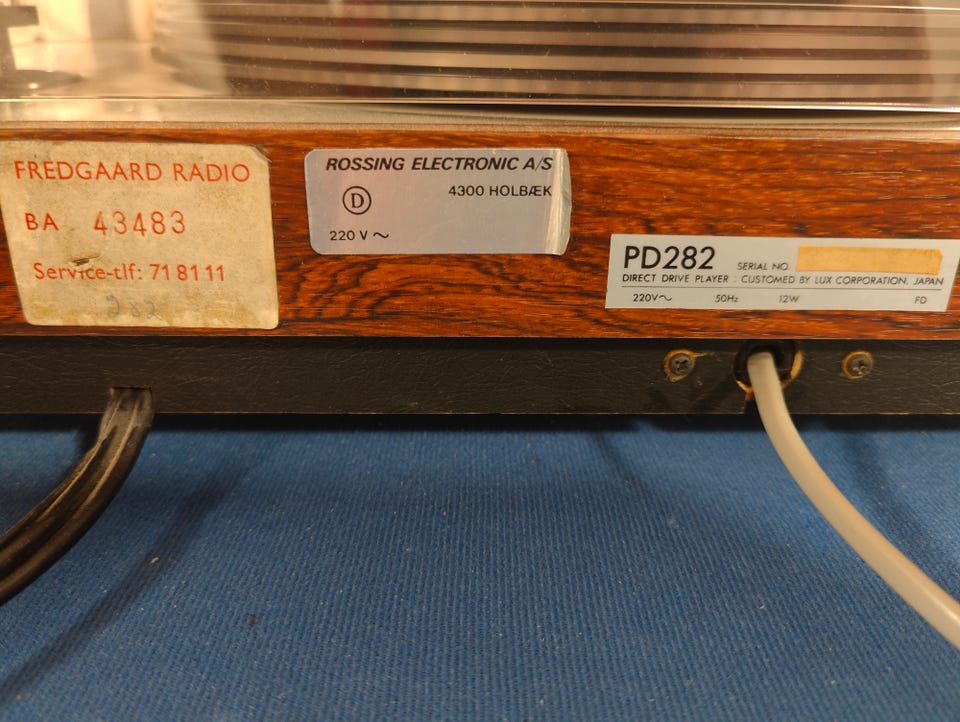 FREDGAARD RADIO
BA 43483
Service-tlf: 71 81 11
282
ROSSING ELECTRONIC A/S
D
4300 HOLBÆK
220 V ~
PD282 SERIAL NO.
DIRECT DRIVE PLAYER : CUSTOMED BY LUX CORPORATION, JAPAN
220V~ 50Hz 12W FD